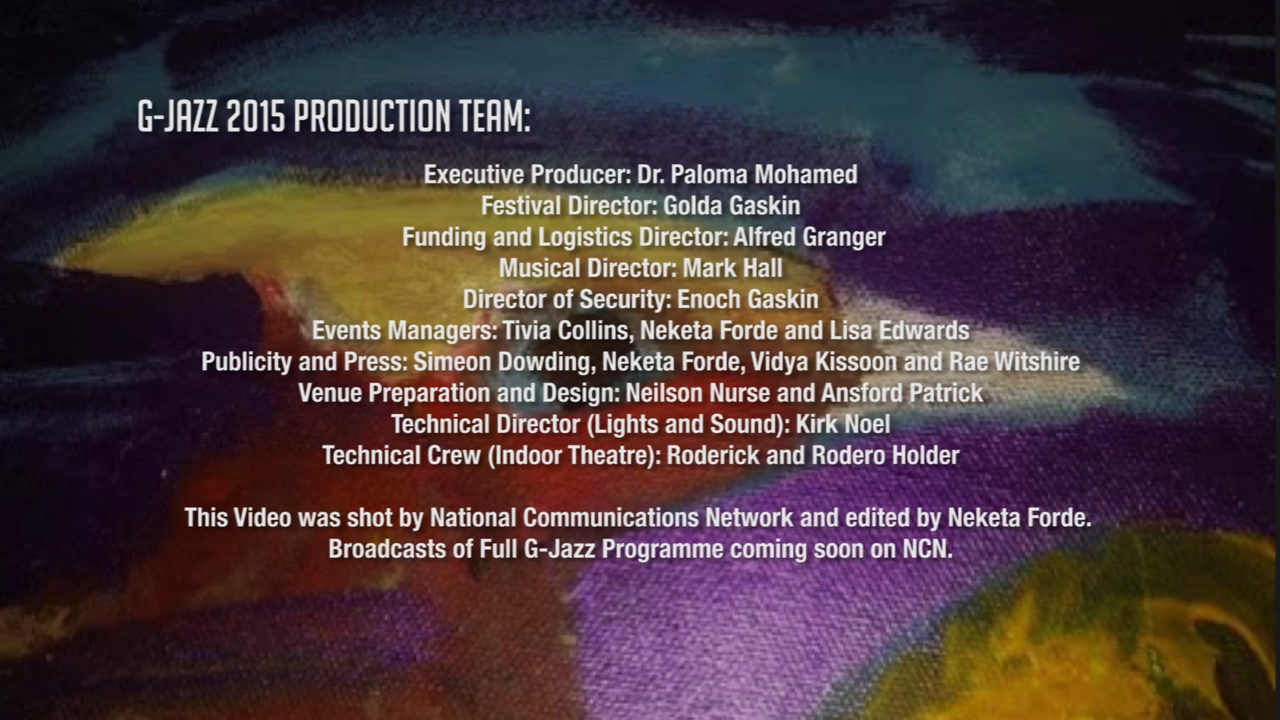 G-JAZZ 2015 PRODUCTION TEAM:
Executive Producer: Dr. Paloma Mohamed
Festival Director: Golda Gaskin
Funding and Logistics Director: Alfred Granger
Musical Director: Mark Hall
Director of Security: Enoch Gaskin
Events Managers: Tivia Collins, Neketa Forde and Lisa Edwards
Publicity and Press: Simeon Dowding, Neketa Forde, Vidya Kissoon and Rae Witshire
Venue Preparation and Design: Neilson Nurse and Ansford Patrick
Technical Director (Lights and Sound): Kirk Noel
Technical Crew (Indoor Theatre): Roderick and Rodero Holder
This Video was shot by National Communications Network and edited by Neketa Forde.
Broadcasts of Full G-Jazz Programme coming soon on NCN.